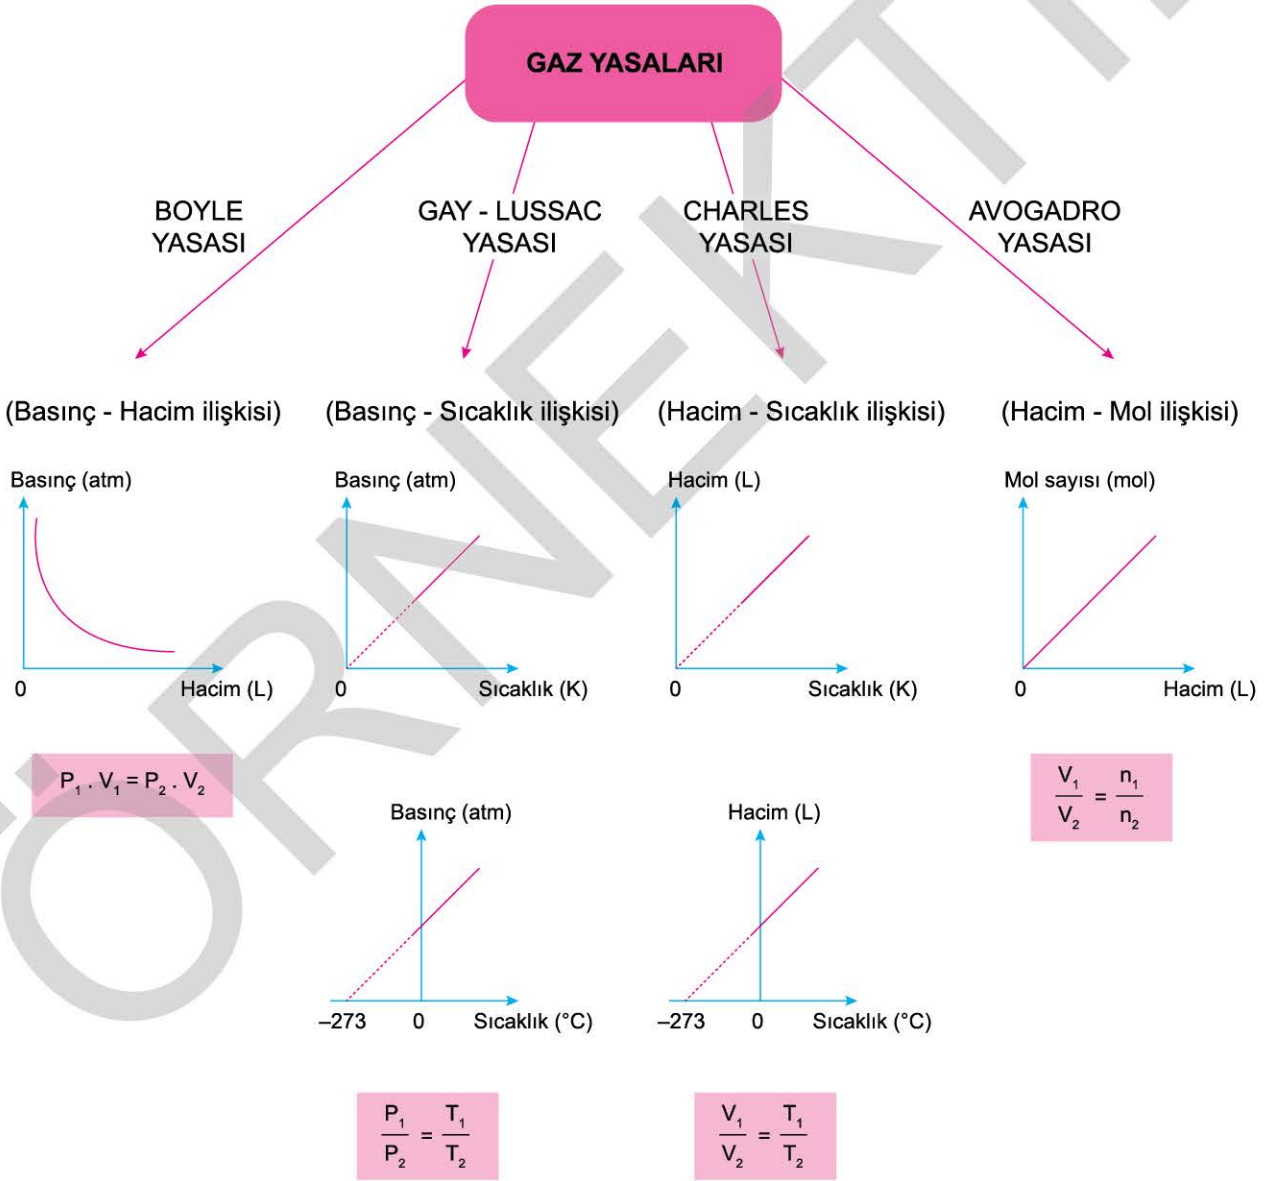 GAZ YASALARI
BOYLE
YASASI
GAY - LUSSAC
YASASI
CHARLES
YASASI
AVOGADRO
YASASI
(Basınç - Hacim ilişkisi)
(Basınç - Sıcaklık ilişkisi)
(Hacim - Sıcaklık ilişkisi)
(Hacim - Mol ilişkisi)
Basınç (atm)
0
Hacim (L)
Basınç (atm)
0
Sıcaklık (K)
Hacim (L)
0
Sıcaklık (K)
Mol sayısı (mol)
0
Hacim (L)
P₁ . V₁ = P₂ . V₂
V₁/V₂ = n₁/n₂
Basınç (atm)
–273 0 Sıcaklık (°C)
Hacim (L)
–273 0 Sıcaklık (°C)
P₁/P₂ = T₁/T₂
V₁/V₂ = T₁/T₂